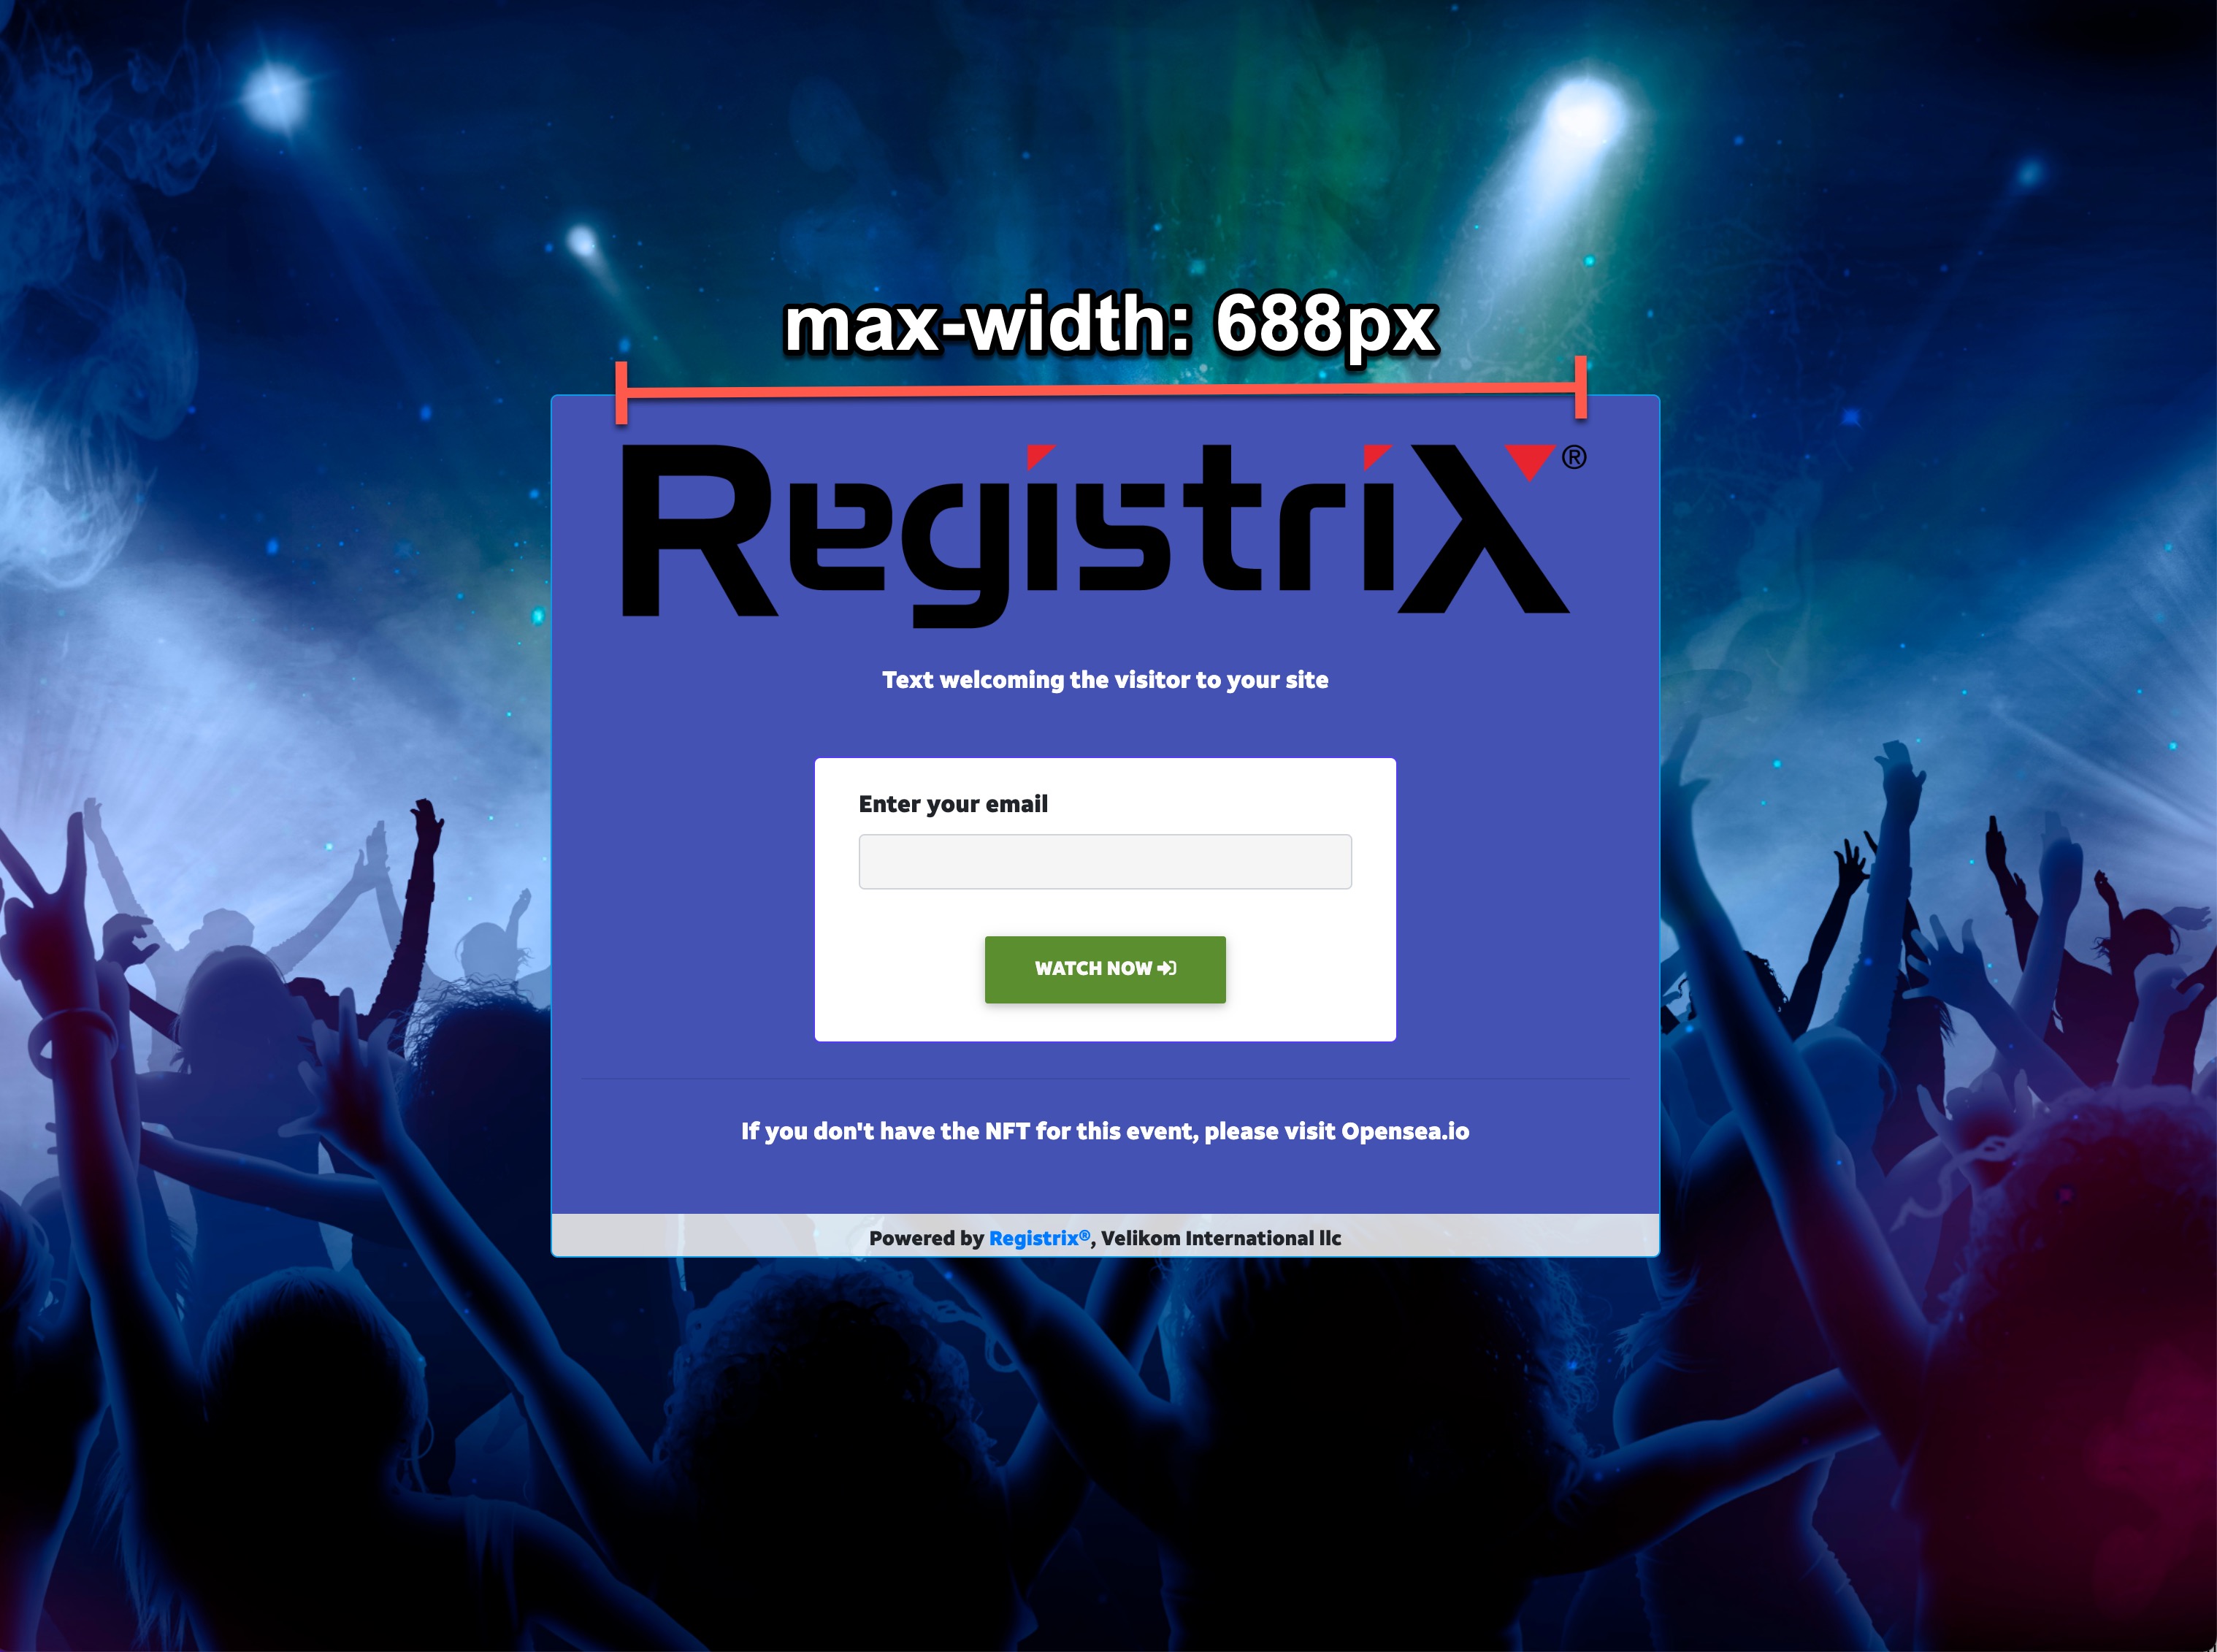 max-width: 688px
Registrix®
Text welcoming the visitor to your site
Enter your email
WATCH NOW
If you don't have the NFT for this event, please visit Opensea.io
Powered by Registrix®, Velikom International llc